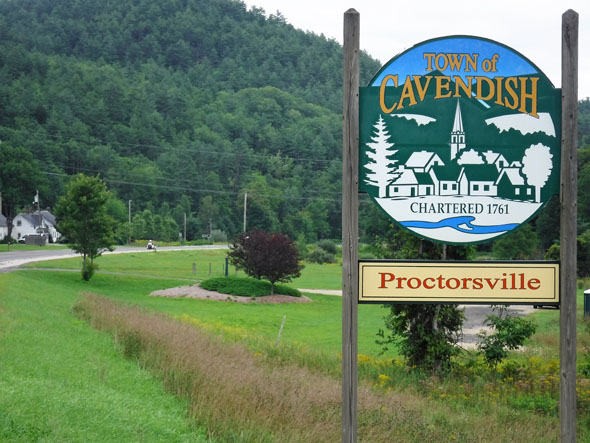 TOWN of
CAVENDISH
CHARTERED 1761
Proctorsville